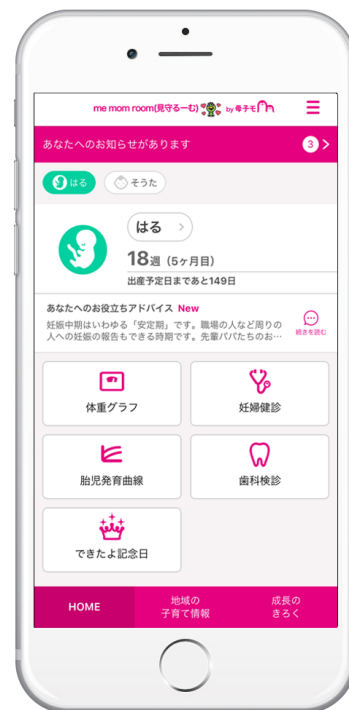 me mom room(見守るーむ) by 母子モ
あなたへのお知らせがあります 3
はる そうた
はる
18週 (5ヶ月目)
出産予定日まであと149日
あなたへのお役立ちアドバイス New
妊娠中期はいわゆる「安定期」です。職場の人など周りの
人への妊娠の報告もできる時期です。先輩パパたちのお…
続きを読む
体重グラフ 妊婦健診
胎児発育曲線 歯科検診
できたよ記念日
HOME
地域の
子育て情報
成長の
きろく